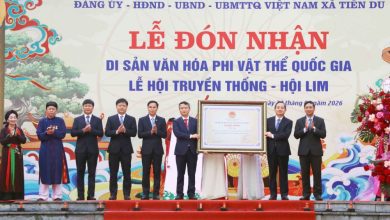 ĐẢNG ỦY - HĐND - UBND - UBMTTQ VIỆT NAM XÃ TIÊN DU
LỄ ĐÓN NHẬN
DI SẢN VĂN HÓA PHI VẬT THỂ QUỐC GIA
LỄ HỘI TRUYỀN THỐNG - HỘI LIM
2026